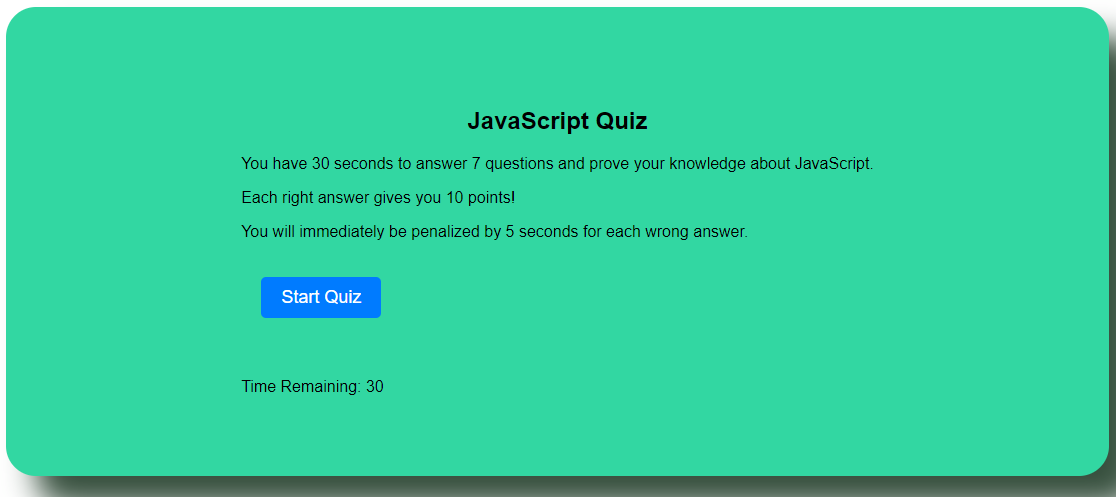 JavaScript Quiz
You have 30 seconds to answer 7 questions and prove your knowledge about JavaScript.
Each right answer gives you 10 points!
You will immediately be penalized by 5 seconds for each wrong answer.
Start Quiz
Time Remaining: 30